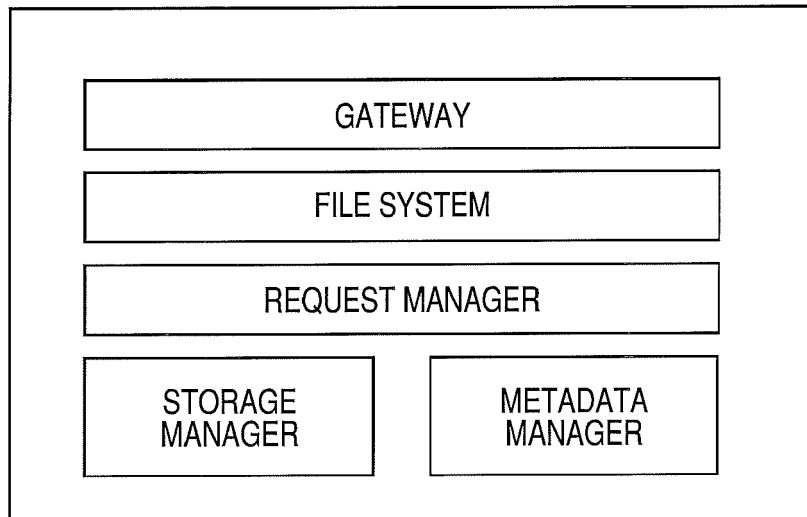 GATEWAY
FILE SYSTEM
REQUEST MANAGER
STORAGE
MANAGER
METADATA
MANAGER